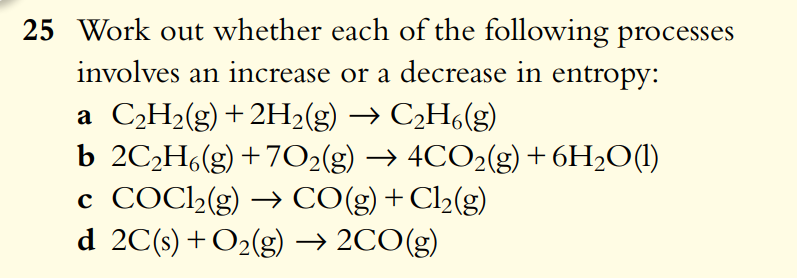 25 Work out whether each of the following processes
involves an increase or a decrease in entropy:
a C₂H₂(g) + 2H₂(g) → C₂H₆(g)
b 2C₂H₆(g) + 7O₂(g) → 4CO₂(g) + 6H₂O(l)
c COCl₂(g) → CO(g) + Cl₂(g)
d 2C(s) + O₂(g) → 2CO(g)